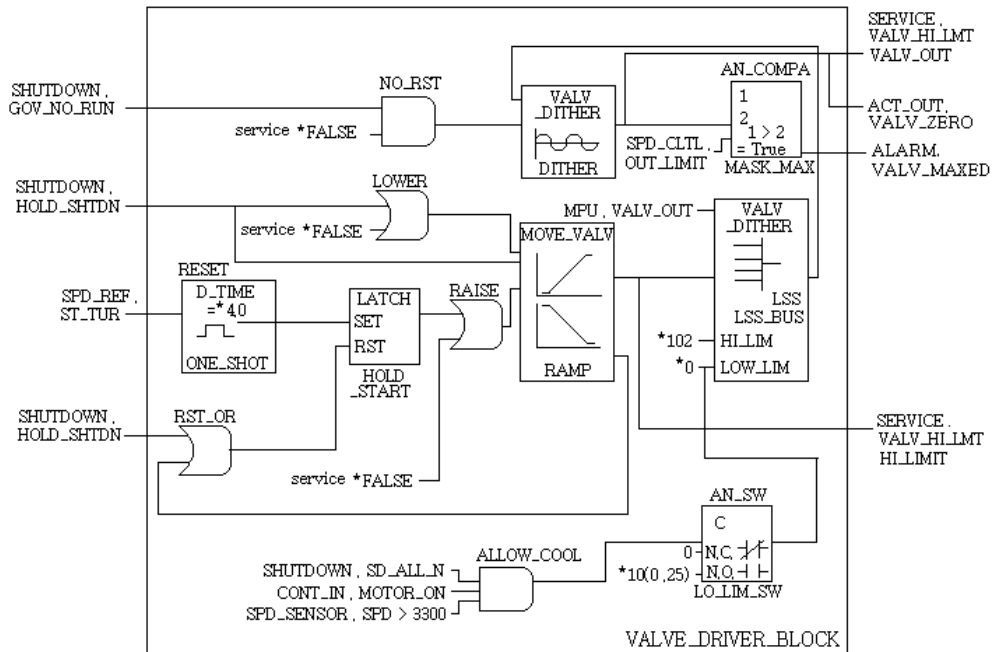 SERVICE,
VALV_HI_LMT
VALV_OUT
NO_RST
AN_COMPA
SHUTDOWN,
GOV_NO_RUN
service *FALSE
VALV
_DITHER
DITHER
1
2
1 > 2
= True
MASK_MAX
SPD_CLTL,
OUT_LIMIT
ACT_OUT,
VALV_ZERO
ALARM,
VALV_MAXED
SHUTDOWN,
HOLD_SHTDN
LOWER
service *FALSE
MPU, VALV_OUT
MOVE_VALV
RAMP
VALV
_DITHER
LSS
LSS_BUS
*102
HI_LIM
*0
LOW_LIM
RESET
SPD_REF,
ST_TUR
D_TIME
=*4,0
ONE_SHOT
LATCH
SET
RST
HOLD
_START
RAISE
SHUTDOWN,
HOLD_SHTDN
RST_OR
service *FALSE
SERVICE.
VALV_HI_LMT
HI_LIMIT
AN_SW
C
0
N,C,
*10(0,25)
N,O,
LO_LIM_SW
ALLOW_COOL
SHUTDOWN, SD_ALL_N
CONT_IN, MOTOR_ON
SPD_SENSOR, SPD > 3300
VALVE_DRIVER_BLOCK